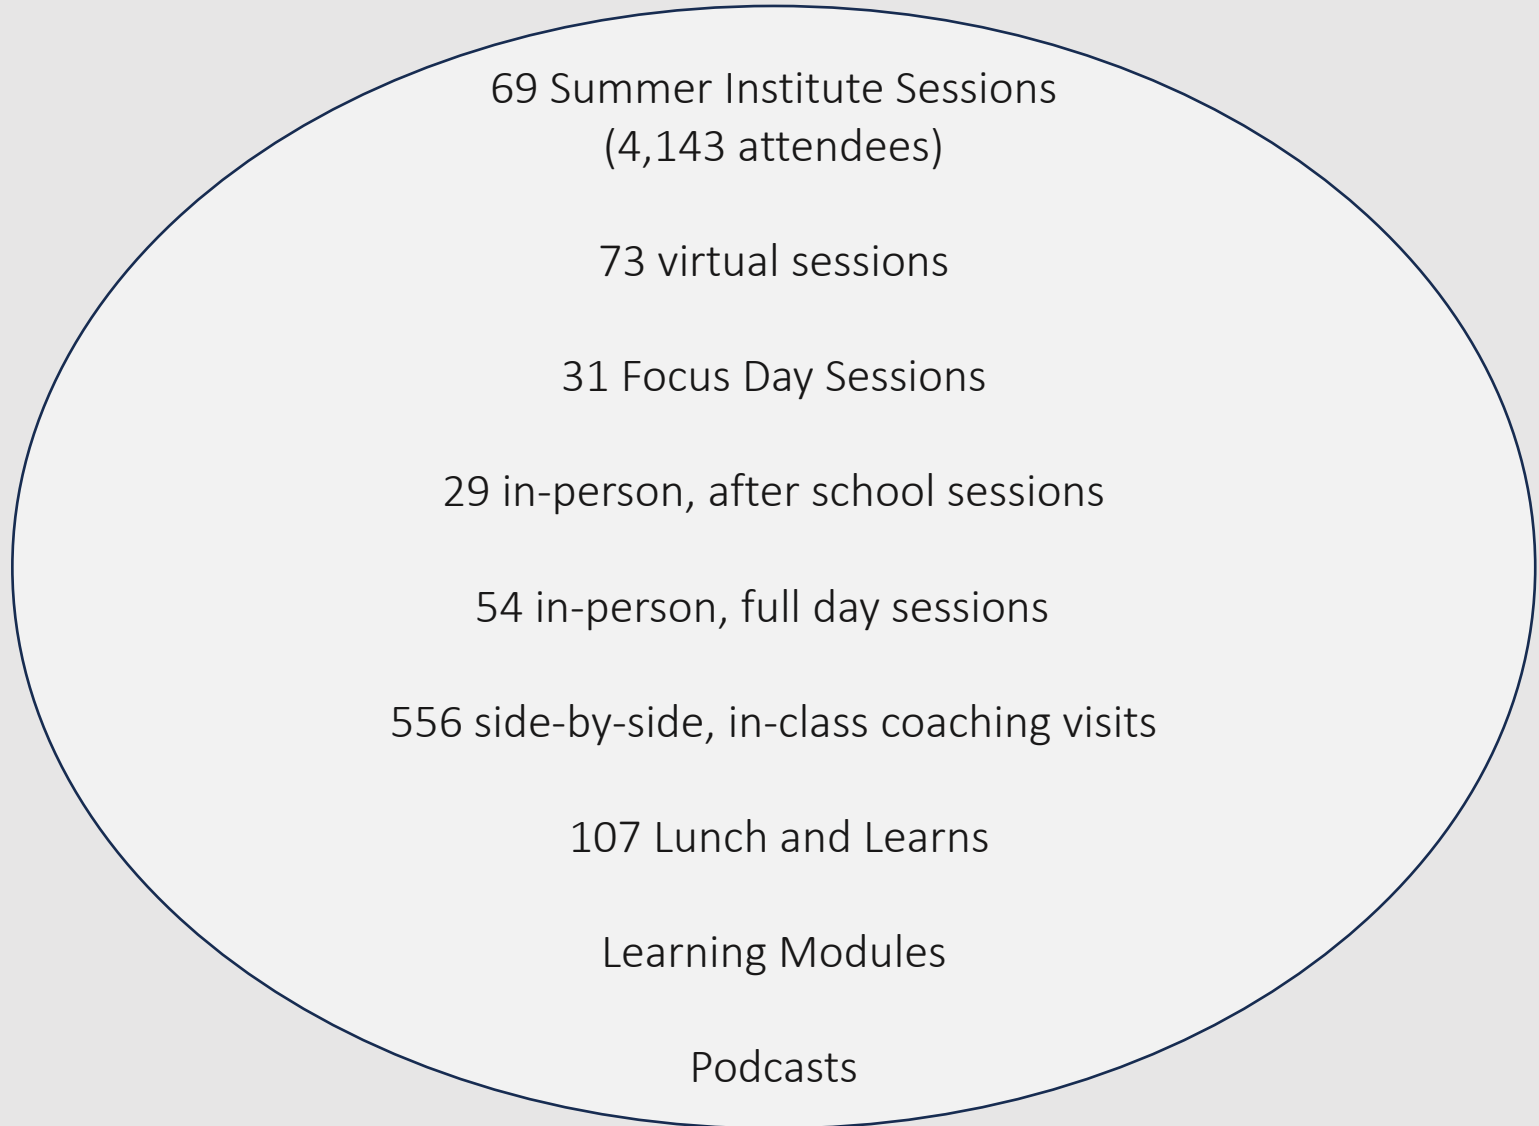 69 Summer Institute Sessions
(4,143 attendees)
73 virtual sessions
31 Focus Day Sessions
29 in-person, after school sessions
54 in-person, full day sessions
556 side-by-side, in-class coaching visits
107 Lunch and Learns
Learning Modules
Podcasts